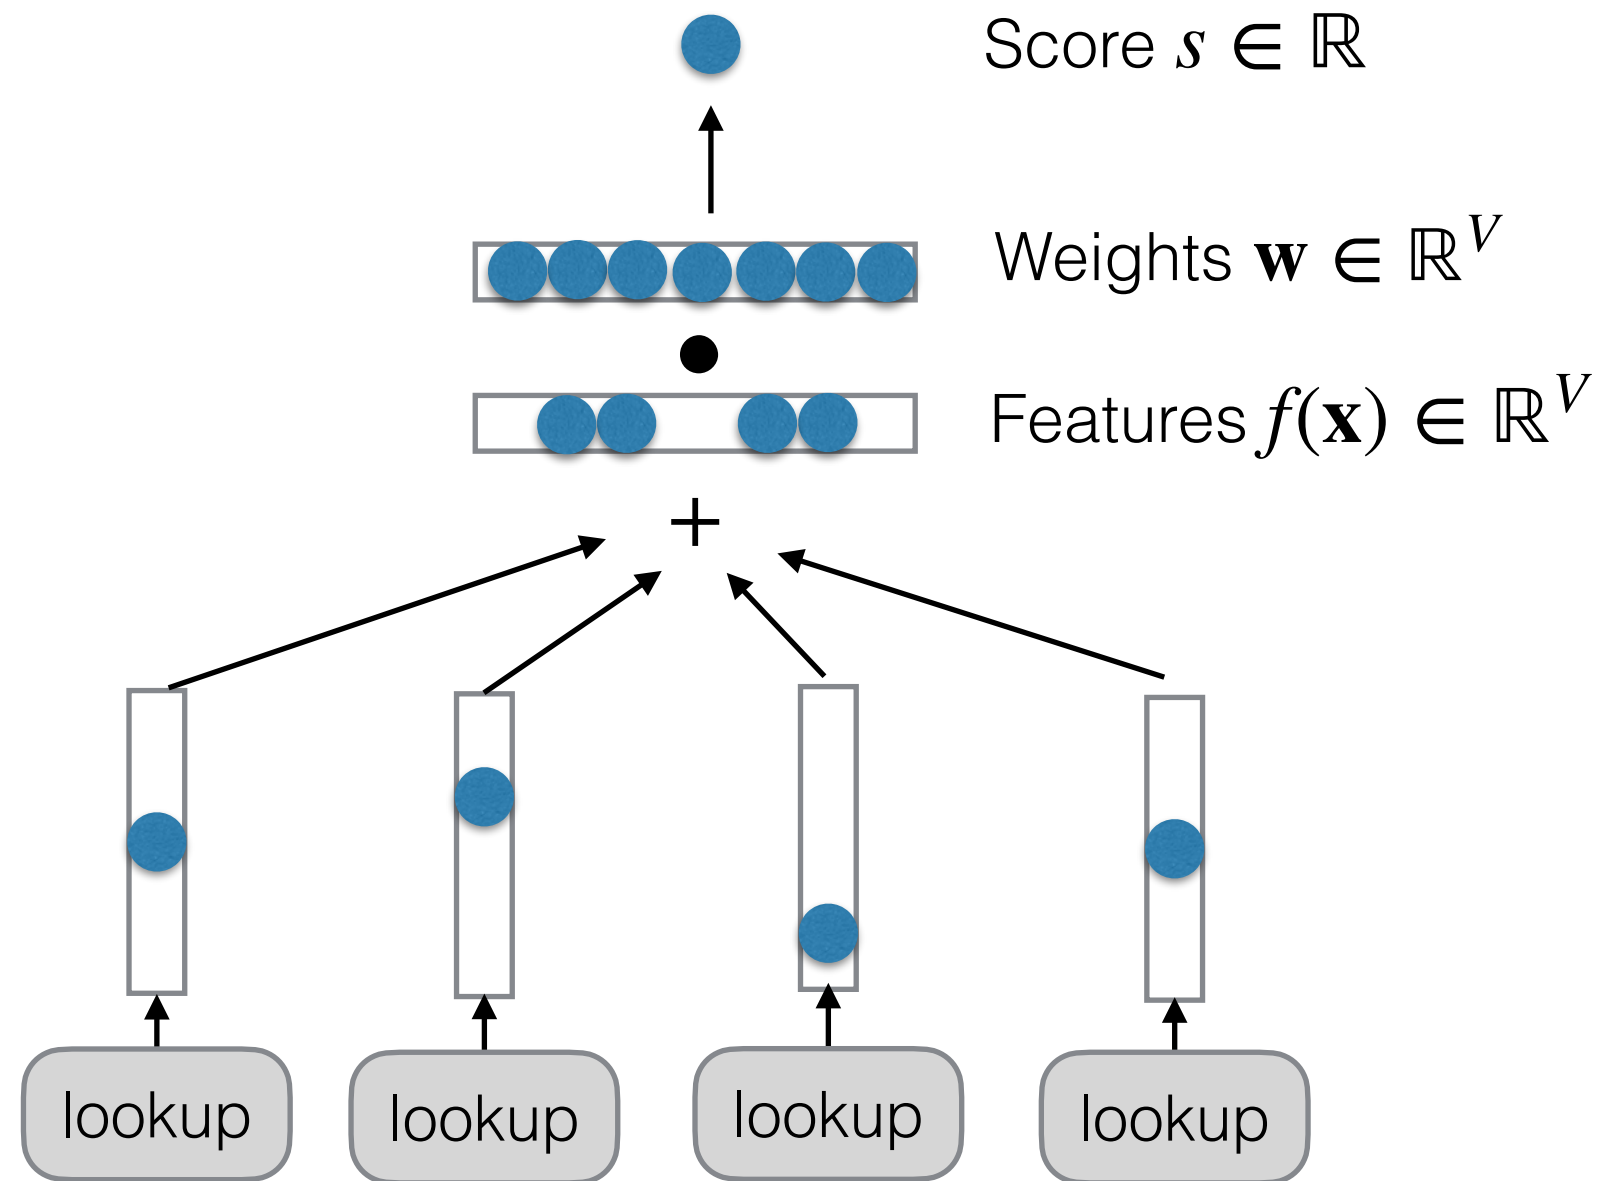 Score s ∈ ℝ
Weights w ∈ ℝ^V
Features f(x) ∈ ℝ^V
+
lookup lookup lookup lookup